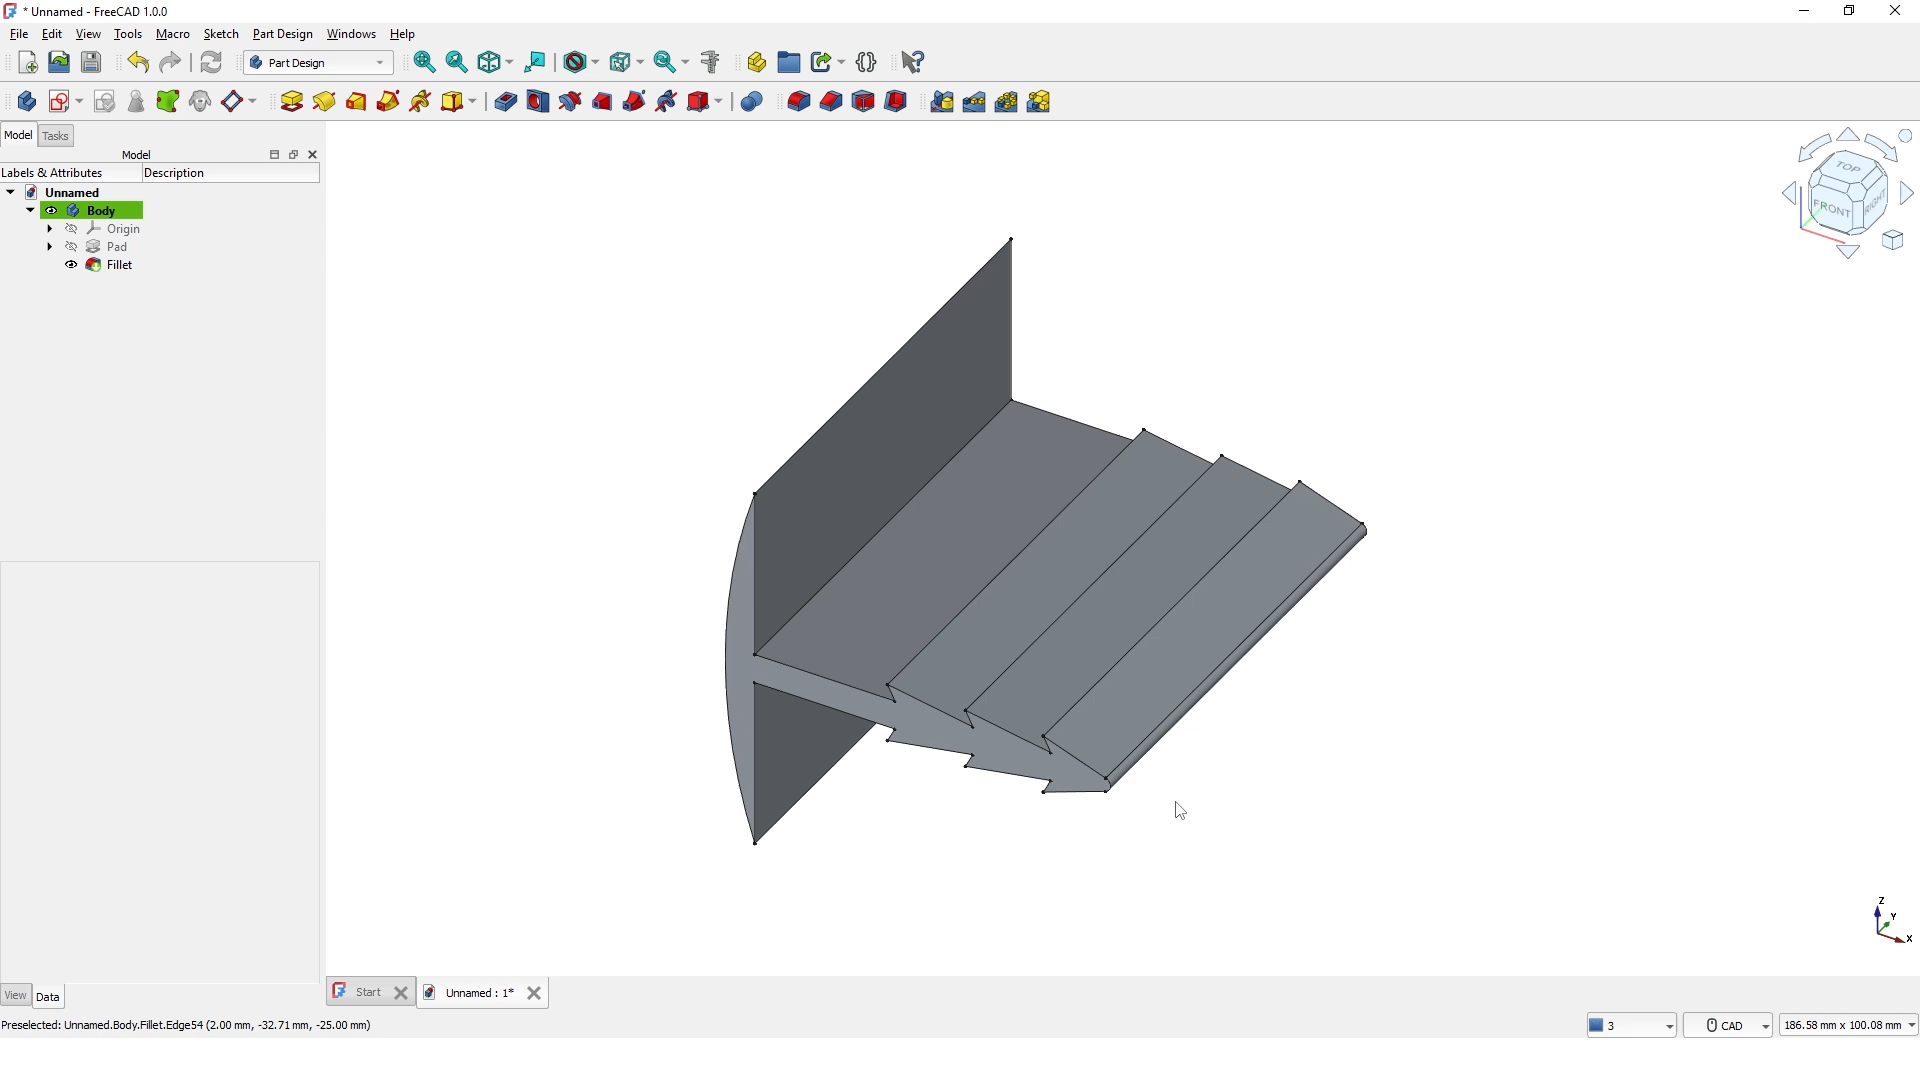 * Unnamed - FreeCAD 1.0.0
File Edit View Tools Macro Sketch Part Design Windows Help
Part Design
Model Tasks
Model
Labels & Attributes Description
Unnamed
Body
Origin
Pad
Fillet
TOP
FRONT
RIGHT
Z
Y
X
View Data
Start
Unnamed : 1*
Preselected: Unnamed.Body.Fillet.Edge54 (2.00 mm, -32.71 mm, -25.00 mm)
3
CAD
186.58 mm x 100.08 mm